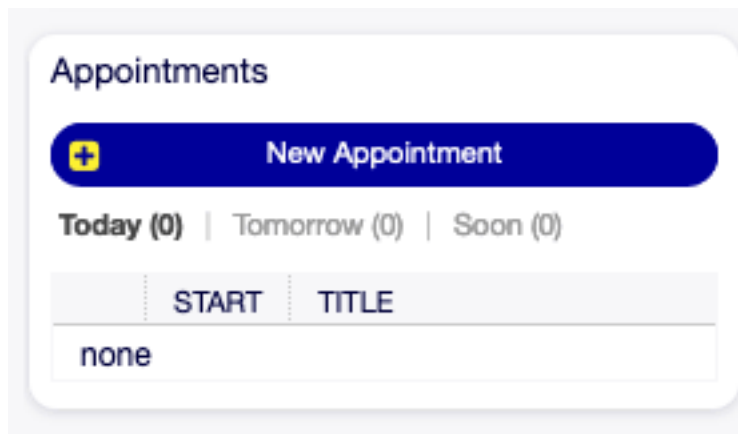 Appointments
New Appointment
Today (0) | Tomorrow (0) | Soon (0)
START TITLE
none